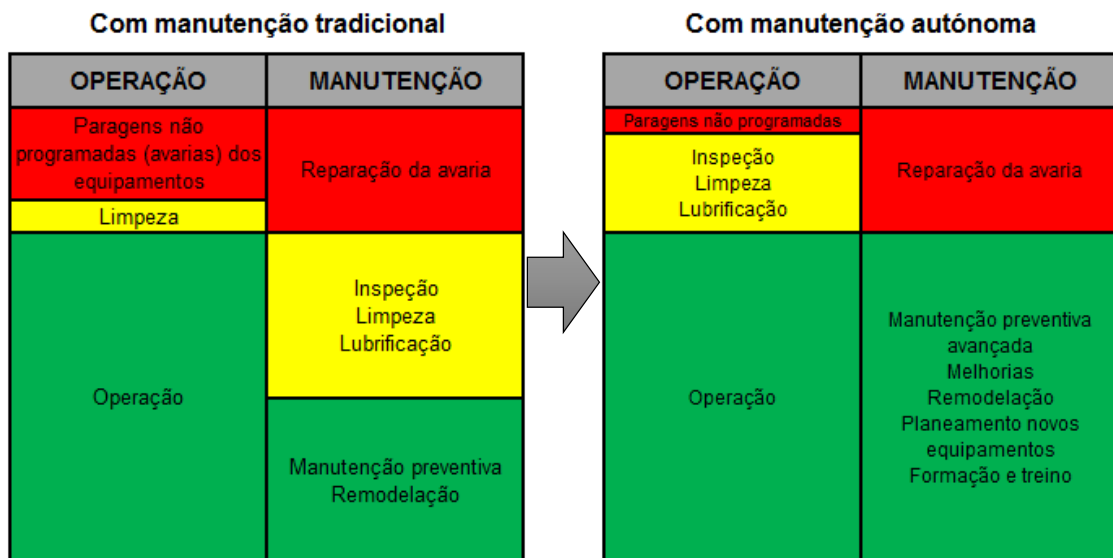 Com manutenção tradicional
OPERAÇÃO
MANUTENÇÃO
Paragens não
programadas (avarias) dos
equipamentos
Limpeza
Operação
Reparação da avaria
Inspeção
Limpeza
Lubrificação
Manutenção preventiva
Remodelação
Com manutenção autónoma
OPERAÇÃO
MANUTENÇÃO
Paragens não programadas
Inspeção
Limpeza
Lubrificação
Operação
Reparação da avaria
Manutenção preventiva
avançada
Melhorias
Remodelação
Planeamento novos
equipamentos
Formação e treino